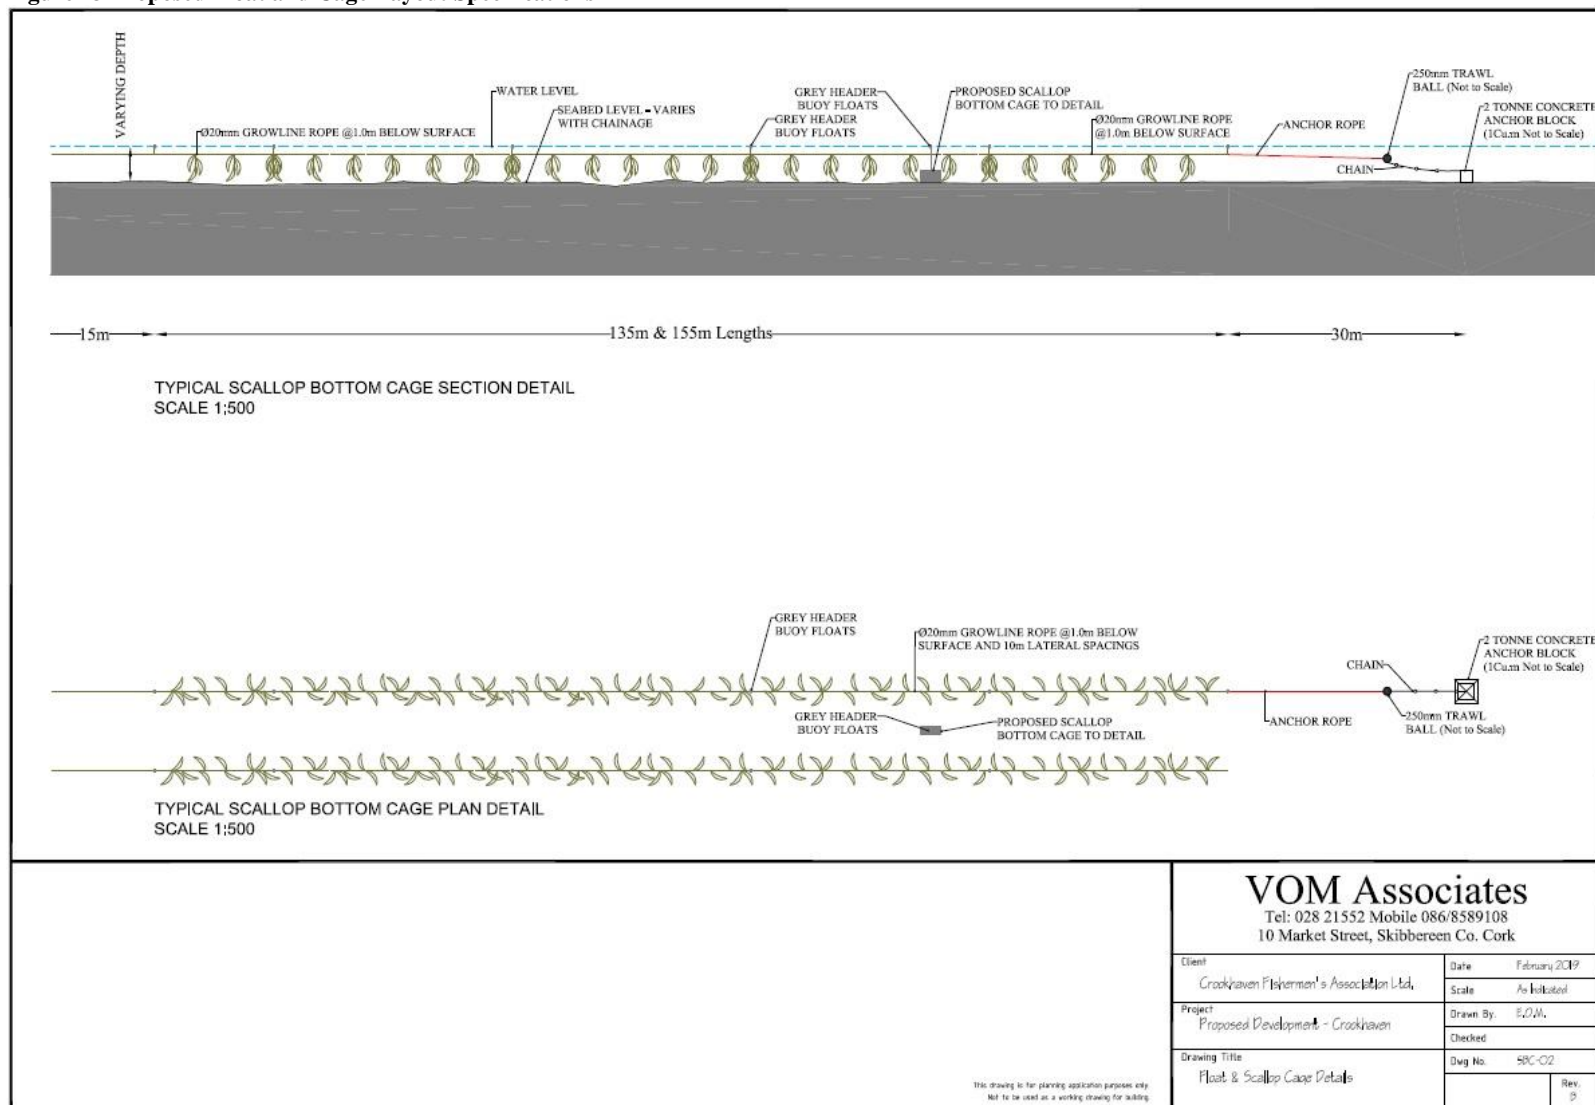 VARYING DEPTH
WATER LEVEL
SEABED LEVEL - VARIES
WITH CHAINAGE
Ø20mm GROWLINE ROPE @1.0m BELOW SURFACE
GREY HEADER
BUOY FLOATS
GREY HEADER
BUOY FLOATS
PROPOSED SCALLOP
BOTTOM CAGE TO DETAIL
Ø20mm GROWLINE ROPE
@1.0m BELOW SURFACE
ANCHOR ROPE
250mm TRAWL
BALL (Not to Scale)
2 TONNE CONCRETE
ANCHOR BLOCK
(1Cu.m Not to Scale)
CHAIN
15m
135m & 155m Lengths
30m
TYPICAL SCALLOP BOTTOM CAGE SECTION DETAIL
SCALE 1:500
GREY HEADER
BUOY FLOATS
Ø20mm GROWLINE ROPE @1.0m BELOW
SURFACE AND 10m LATERAL SPACINGS
CHAIN
2 TONNE CONCRETE
ANCHOR BLOCK
(1Cu.m Not to Scale)
GREY HEADER
BUOY FLOATS
PROPOSED SCALLOP
BOTTOM CAGE TO DETAIL
ANCHOR ROPE
250mm TRAWL
BALL (Not to Scale)
TYPICAL SCALLOP BOTTOM CAGE PLAN DETAIL
SCALE 1:500
VOM Associates
Tel: 028 21552 Mobile 086/8589108
10 Market Street, Skibbereen Co. Cork
Client
Crookhaven Fishermen's Association Ltd.
Date February 2019
Scale As Indicated
Project
Proposed Development - Crookhaven
Drawn By. E.O.M.
Checked
Drawing Title
Float & Scallop Cage Details
Dwg No. SBC-02
Rev.
B
This drawing is for planning application purposes only
Not to be used as a working drawing for building